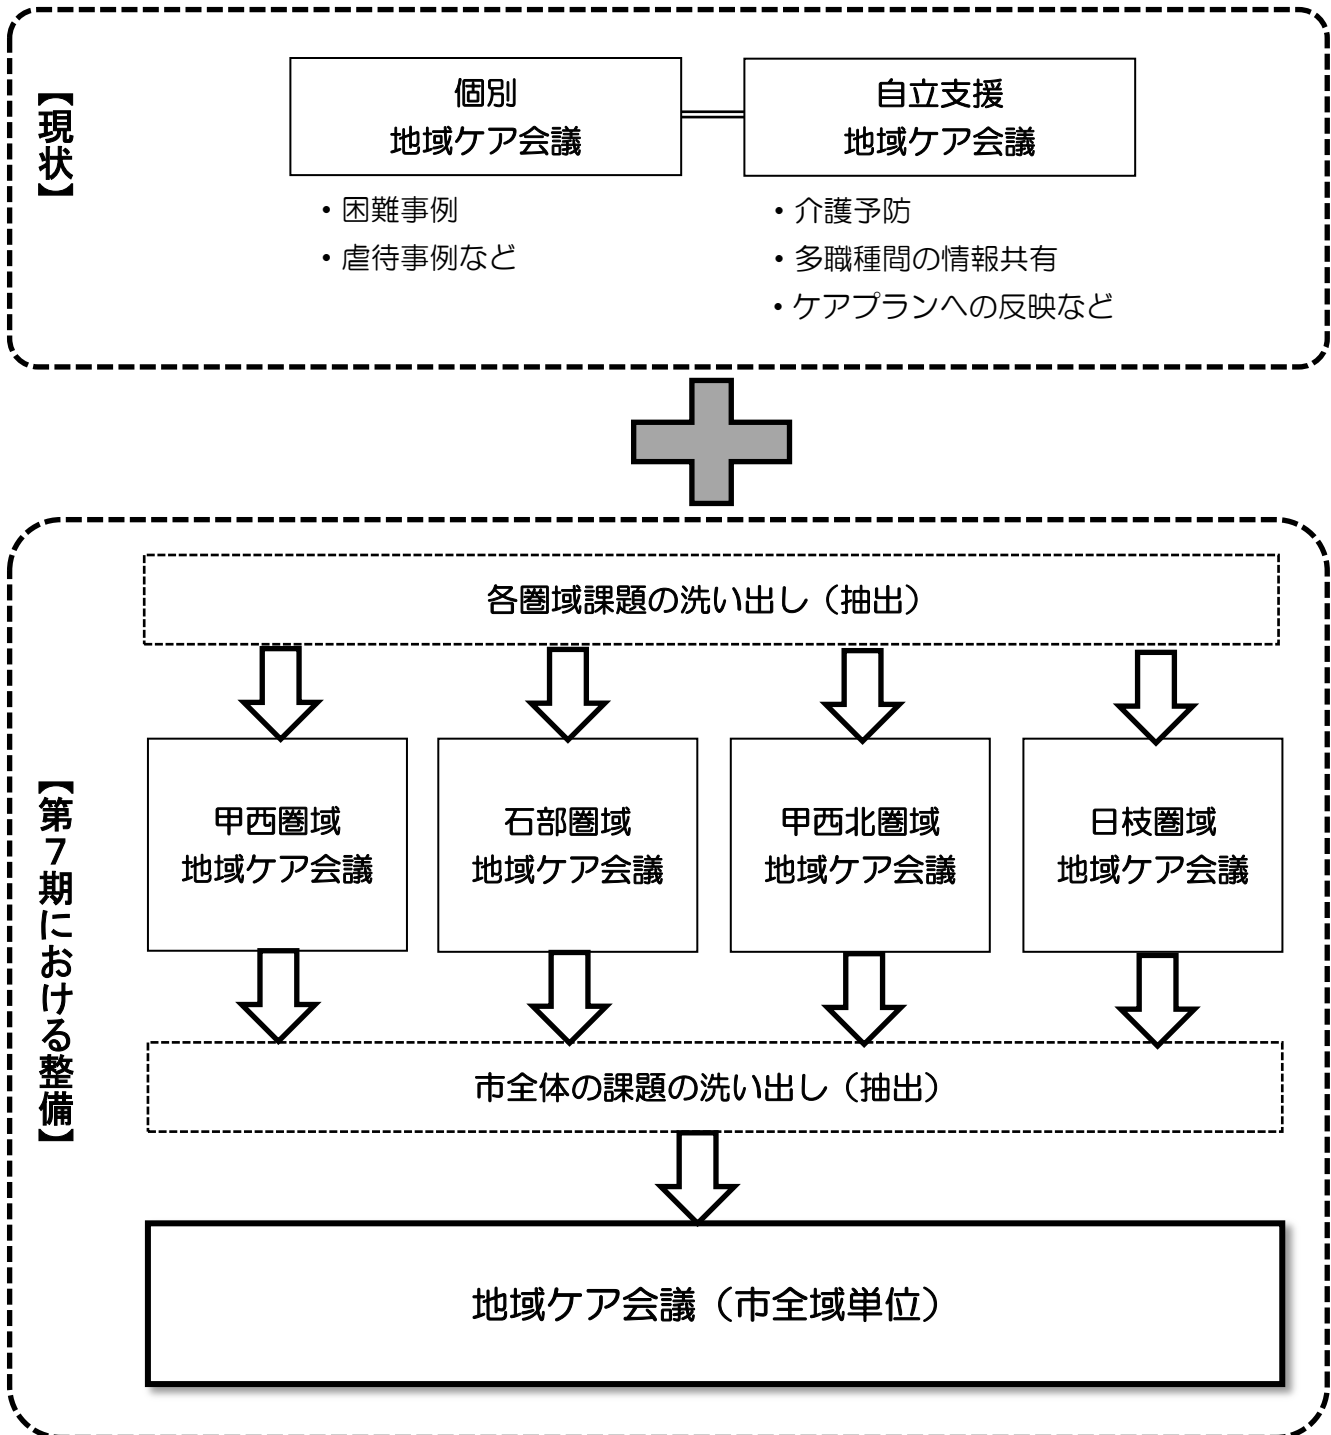 【現状】
個別
地域ケア会議
自立支援
地域ケア会議
・困難事例
・虐待事例など
・介護予防
・多職種間の情報共有
・ケアプランへの反映など
【第７期における整備】
各圏域課題の洗い出し（抽出）
甲西圏域
地域ケア会議
石部圏域
地域ケア会議
甲西北圏域
地域ケア会議
日枝圏域
地域ケア会議
市全体の課題の洗い出し（抽出）
地域ケア会議（市全域単位）